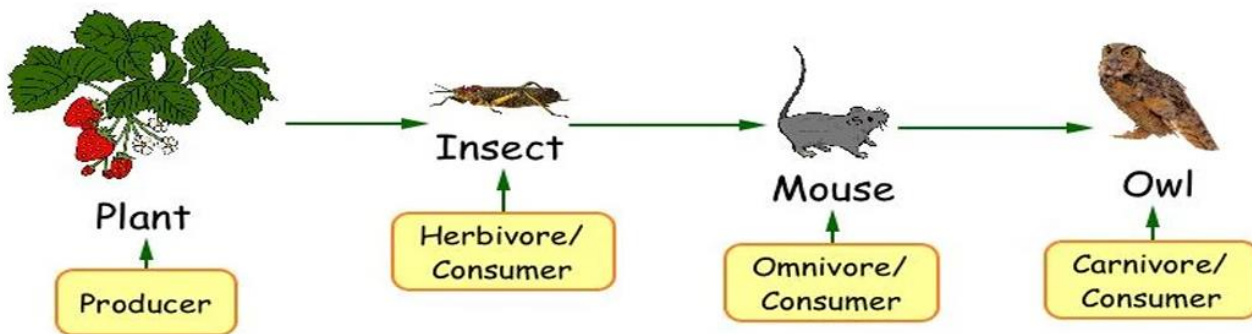 Plant
Insect
Mouse
Owl
Producer
Herbivore/
Consumer
Omnivore/
Consumer
Carnivore/
Consumer